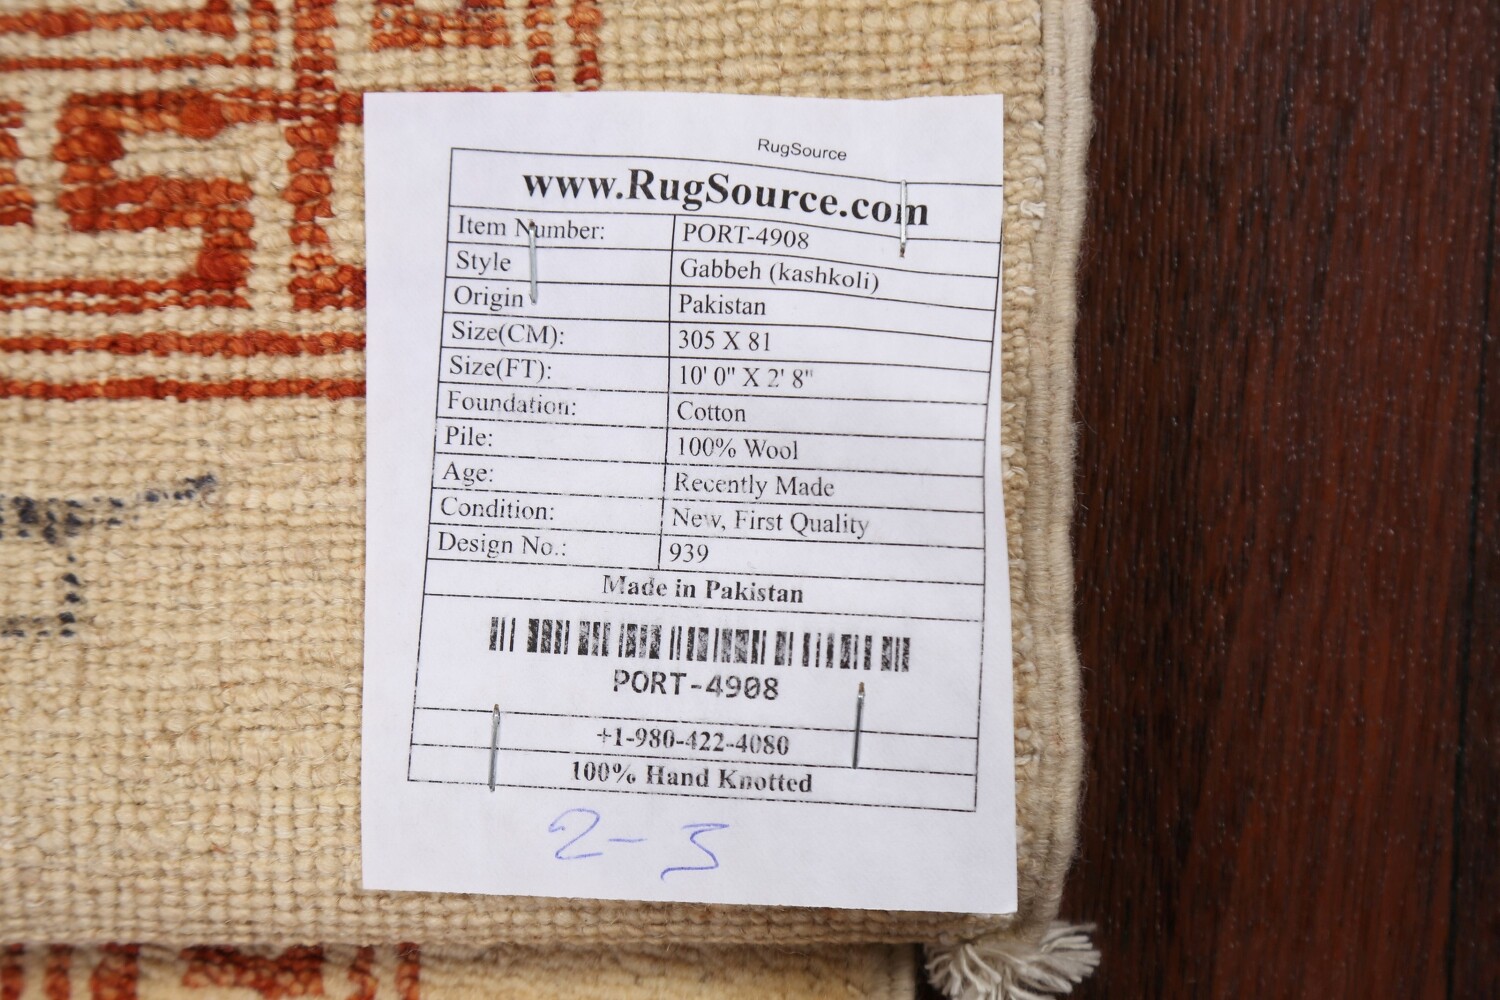 RugSource
www.RugSource.com
Item Number: PORT-4908
Style Gabbeh (kashkoli)
Origin Pakistan
Size(CM): 305 X 81
Size(FT): 10' 0" X 2' 8"
Foundation: Cotton
Pile: 100% Wool
Age: Recently Made
Condition: New, First Quality
Design No.: 939
Made in Pakistan
PORT-4908
+1-980-422-4080
100% Hand Knotted
2-3